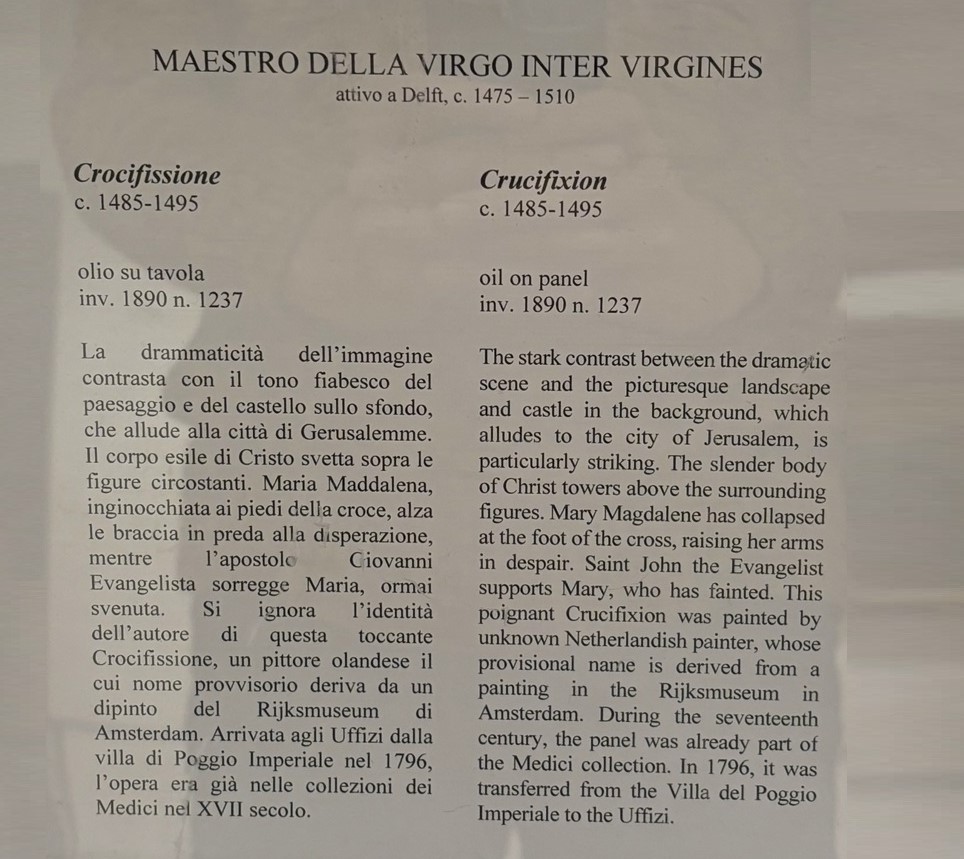 MAESTRO DELLA VIRGO INTER VIRGINES
attivo a Delft, c. 1475 – 1510
Crocifissione
c. 1485-1495
olio su tavola
inv. 1890 n. 1237
La drammaticità dell’immagine
contrasta con il tono fiabesco del
paesaggio e del castello sullo sfondo,
che allude alla città di Gerusalemme.
Il corpo esile di Cristo svetta sopra le
figure circostanti. Maria Maddalena,
inginocchiata ai piedi della croce, alza
le braccia in preda alla disperazione,
mentre l’apostolo Giovanni
Evangelista sorregge Maria, ormai
svenuta. Si ignora l’identità
dell’autore di questa toccante
Crocifissione, un pittore olandese il
cui nome provvisorio deriva da un
dipinto del Rijksmuseum di
Amsterdam. Arrivata agli Uffizi dalla
villa di Poggio Imperiale nel 1796,
l’opera era già nelle collezioni dei
Medici nel XVII secolo.
Crucifixion
c. 1485-1495
oil on panel
inv. 1890 n. 1237
The stark contrast between the dramatic
scene and the picturesque landscape
and castle in the background, which
alludes to the city of Jerusalem, is
particularly striking. The slender body
of Christ towers above the surrounding
figures. Mary Magdalene has collapsed
at the foot of the cross, raising her arms
in despair. Saint John the Evangelist
supports Mary, who has fainted. This
poignant Crucifixion was painted by
unknown Netherlandish painter, whose
provisional name is derived from a
painting in the Rijksmuseum in
Amsterdam. During the seventeenth
century, the panel was already part of
the Medici collection. In 1796, it was
transferred from the Villa del Poggio
Imperiale to the Uffizi.